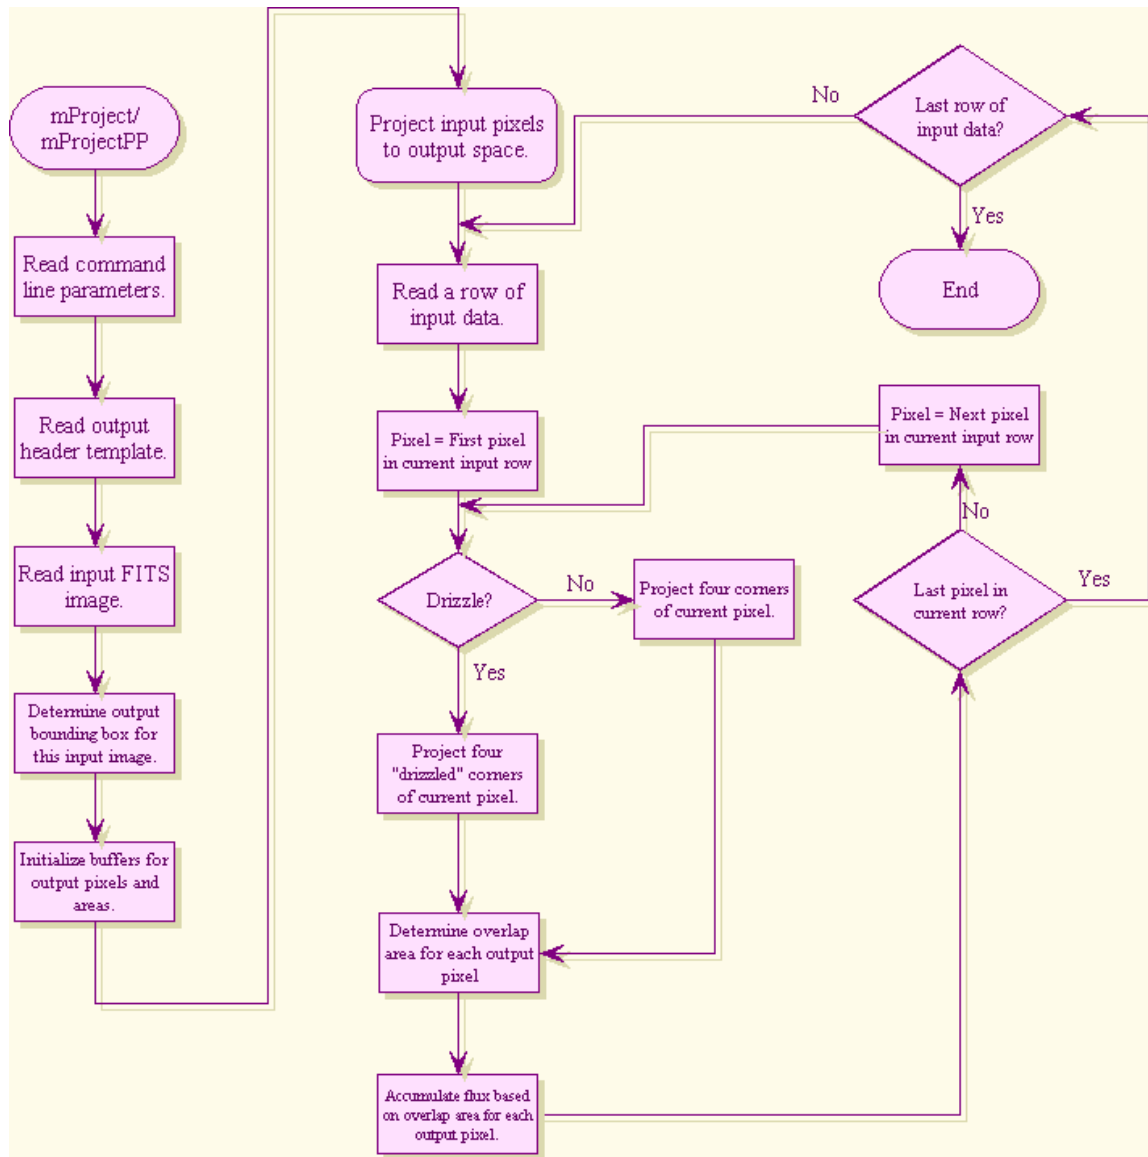 mProject/
mProjectPP
Read command
line parameters.
Read output
header template.
Read input FITS
image.
Determine output
bounding box for
this input image.
Initialize buffers for
output pixels and
areas.
Project input pixels
to output space.
Read a row of
input data.
Pixel = First pixel
in current input row
Drizzle?
No
Project four corners
of current pixel.
Yes
Project four
"drizzled" corners
of current pixel.
Determine overlap
area for each output
pixel
Accumulate flux based
on overlap area for each
output pixel.
Last pixel in
current row?
No
Pixel = Next pixel
in current input row
Yes
Last row of
input data?
No
Yes
End